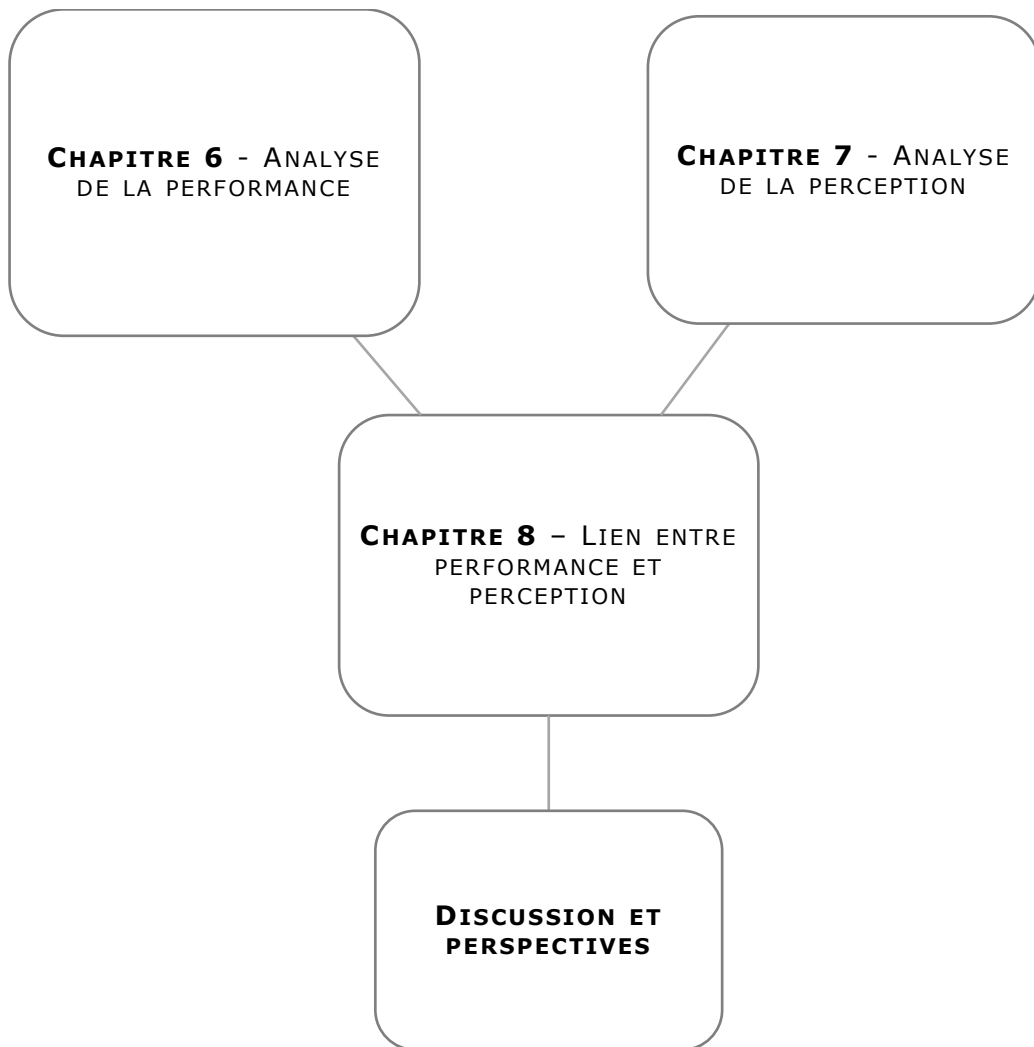 CHAPITRE 6 - ANALYSE
DE LA PERFORMANCE
CHAPITRE 7 - ANALYSE
DE LA PERCEPTION
CHAPITRE 8 – LIEN ENTRE
PERFORMANCE ET
PERCEPTION
DISCUSSION ET
PERSPECTIVES